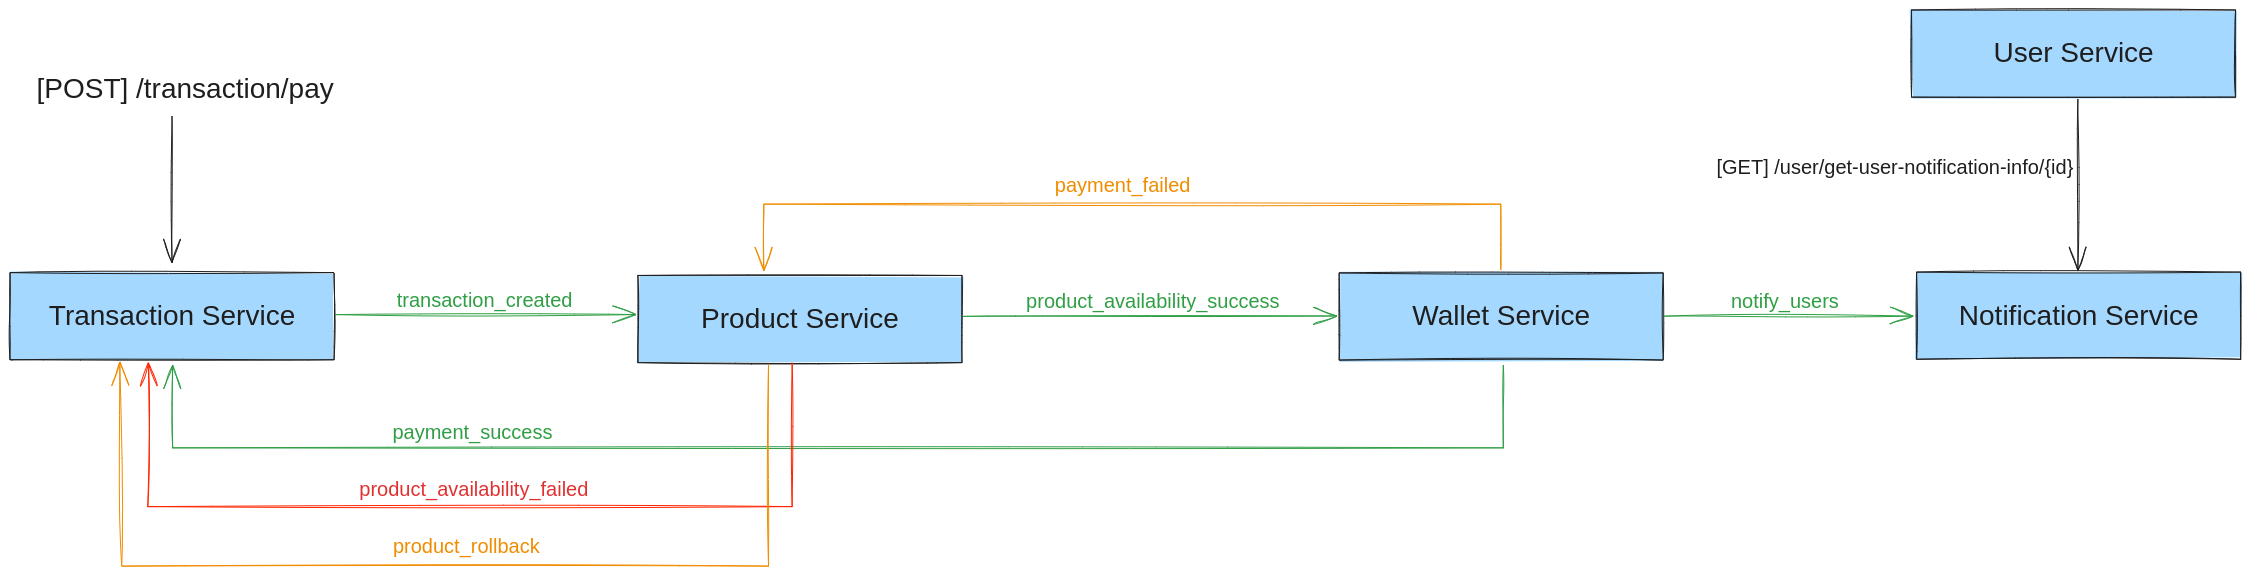 User Service
[POST] /transaction/pay
[GET] /user/get-user-notification-info/{id}
payment_failed
Transaction Service
transaction_created
Product Service
product_availability_success
Wallet Service
notify_users
Notification Service
payment_success
product_availability_failed
product_rollback